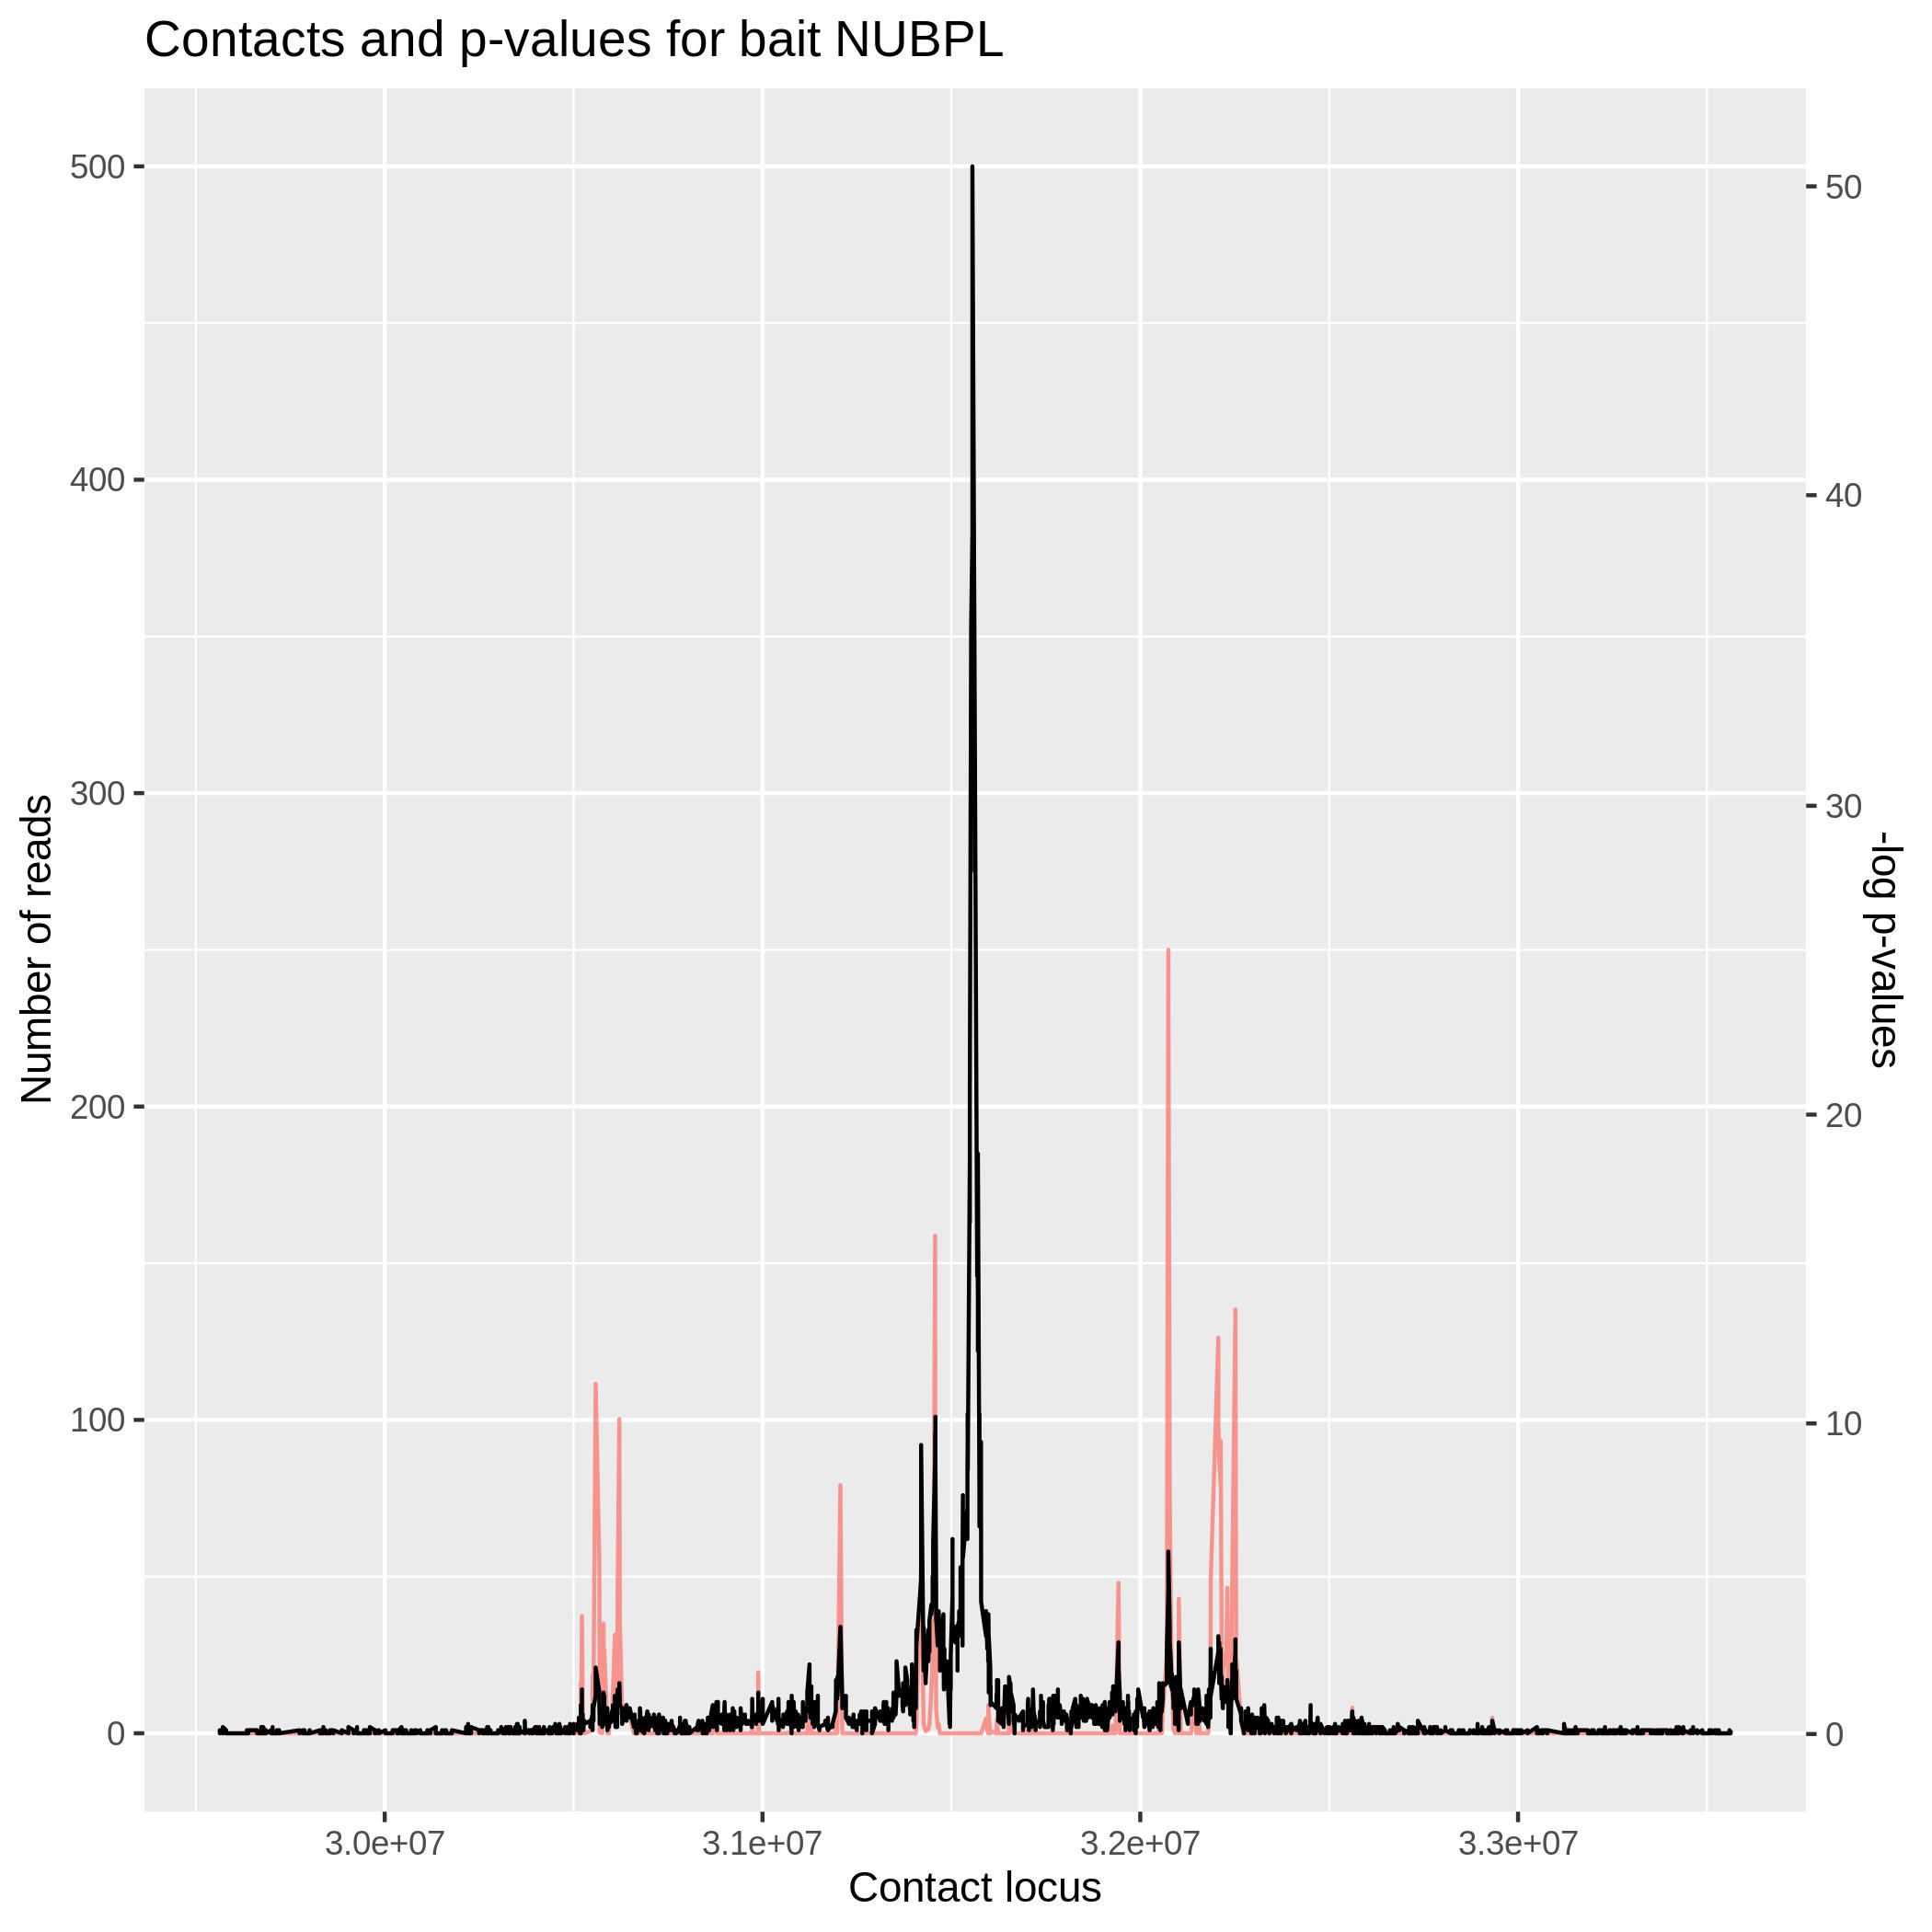 Contacts and p-values for bait NUBPL
Number of reads
500
400
300
200
100
0
50
40
30
20
10
0
-log p-values
3.0e+07 3.1e+07 3.2e+07 3.3e+07
Contact locus